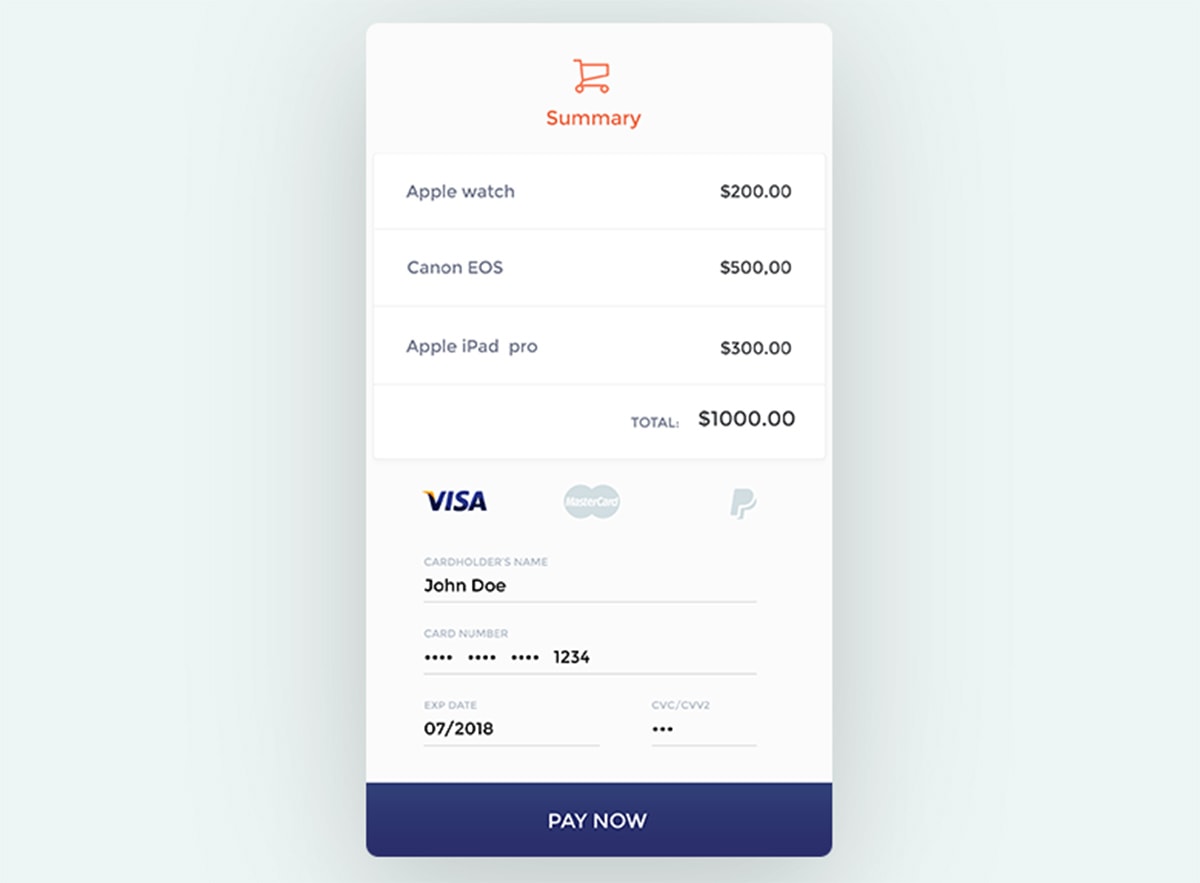 Summary
Apple watch $200.00
Canon EOS $500,00
Apple iPad pro $300.00
TOTAL: $1000.00
VISA MasterCard P
CARDHOLDER'S NAME
John Doe
CARD NUMBER
•••• •••• •••• 1234
EXP DATE CVC/CVV2
07/2018 •••
PAY NOW